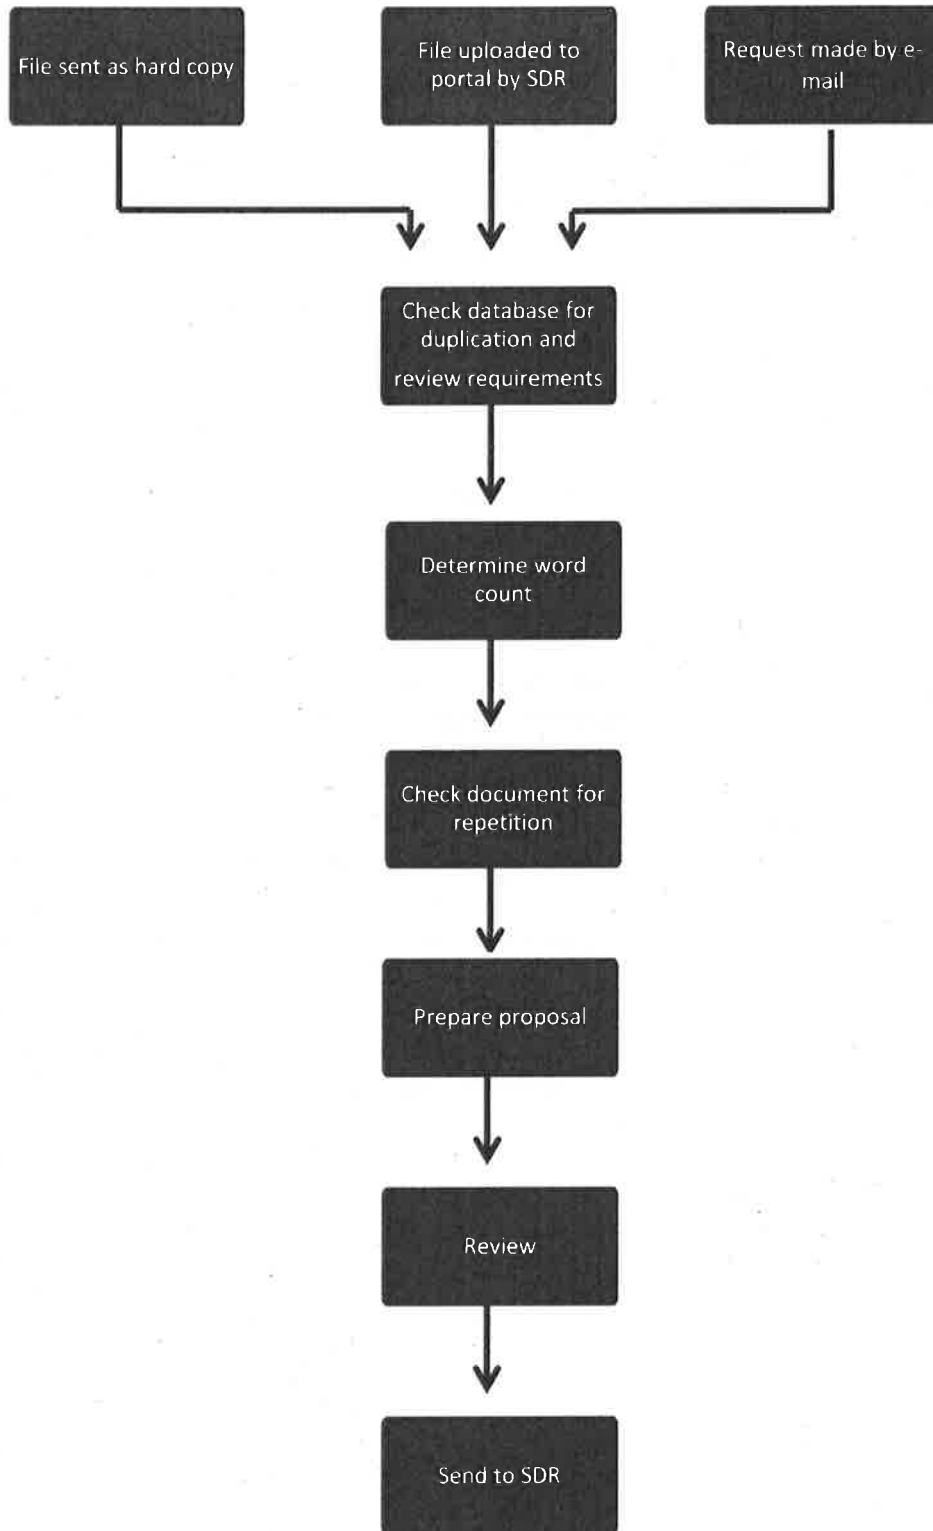 File sent as hard copy
File uploaded to
portal by SDR
Request made by e-
mail
Check database for
duplication and
review requirements
Determine word
count
Check document for
repetition
Prepare proposal
Review
Send to SDR